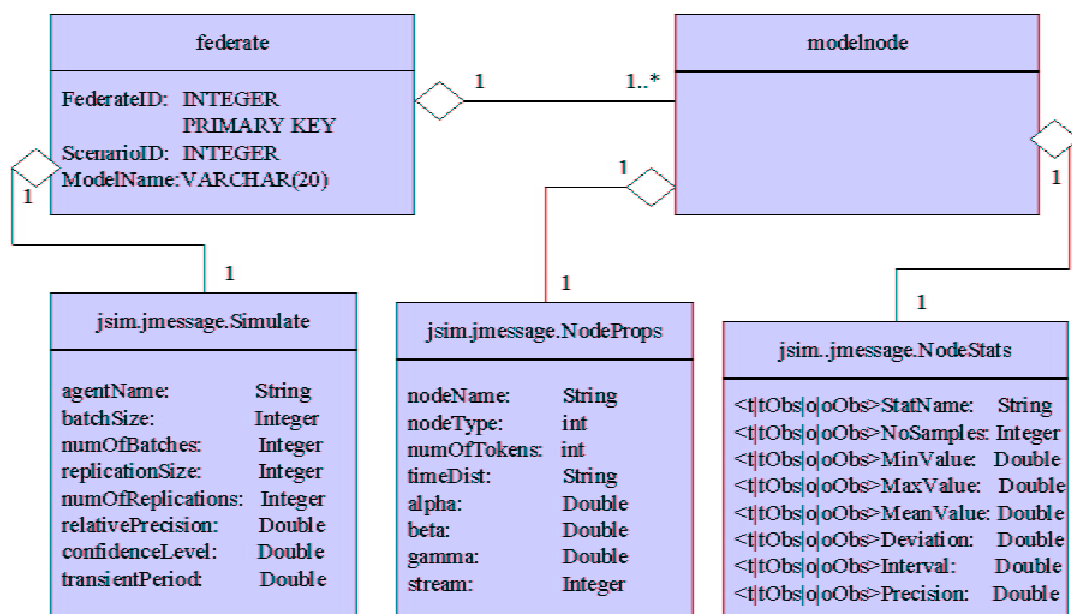 federate
FederateID: INTEGER
PRIMARY KEY
ScenarioID: INTEGER
ModelName:VARCHAR(20)
1
1..*
modelnode
1
1
1
1
1
1
jsim.jmessage.Simulate
agentName: String
batchSize: Integer
numOfBatches: Integer
replicationSize: Integer
numOfReplications: Integer
relativePrecision: Double
confidenceLevel: Double
transientPeriod: Double
jsim.jmessage.NodeProps
nodeName: String
nodeType: int
numOfTokens: int
timeDist: String
alpha: Double
beta: Double
gamma: Double
stream: Integer
jsim..jmessage.NodeStats
<t|tObs|o|oObs>StatName: String
<t|tObs|o|oObs>NoSamples: Integer
<t|tObs|o|oObs>MinValue: Double
<t|tObs|o|oObs>MaxValue: Double
<t|tObs|o|oObs>MeanValue: Double
<t|tObs|o|oObs>Deviation: Double
<t|tObs|o|oObs>Interval: Double
<t|tObs|o|oObs>Precision: Double